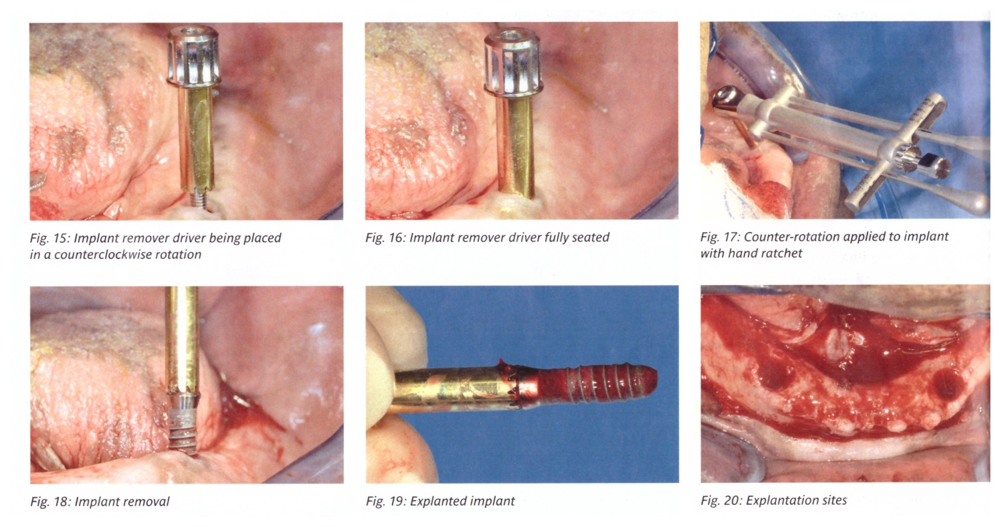 Fig. 15: Implant remover driver being placed
in a counterclockwise rotation
Fig. 16: Implant remover driver fully seated
Fig. 17: Counter-rotation applied to implant
with hand ratchet
Fig. 18: Implant removal
Fig. 19: Explanted implant
Fig. 20: Explantation sites